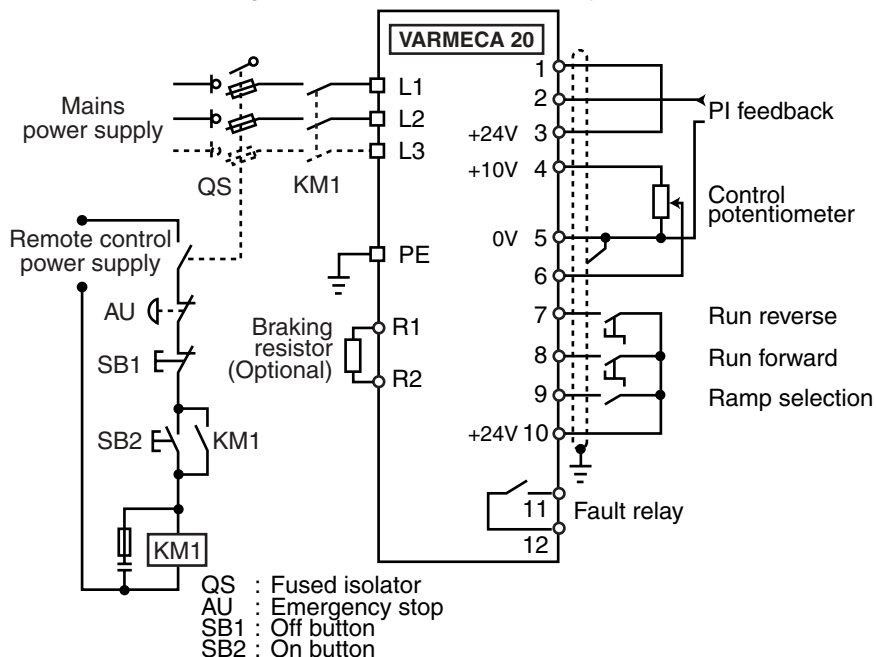 VARMECA 20
Mains
power supply
QS
KM1
L1
L2
L3
PE
R1
R2
1
2
+24V 3
+10V 4
0V 5
6
7
8
9
+24V 10
11
12
PI feedback
Control
potentiometer
Run reverse
Run forward
Ramp selection
Fault relay
Remote control
power supply
AU
SB1
SB2
KM1
KM1
Braking
resistor
(Optional)
QS : Fused isolator
AU : Emergency stop
SB1 : Off button
SB2 : On button